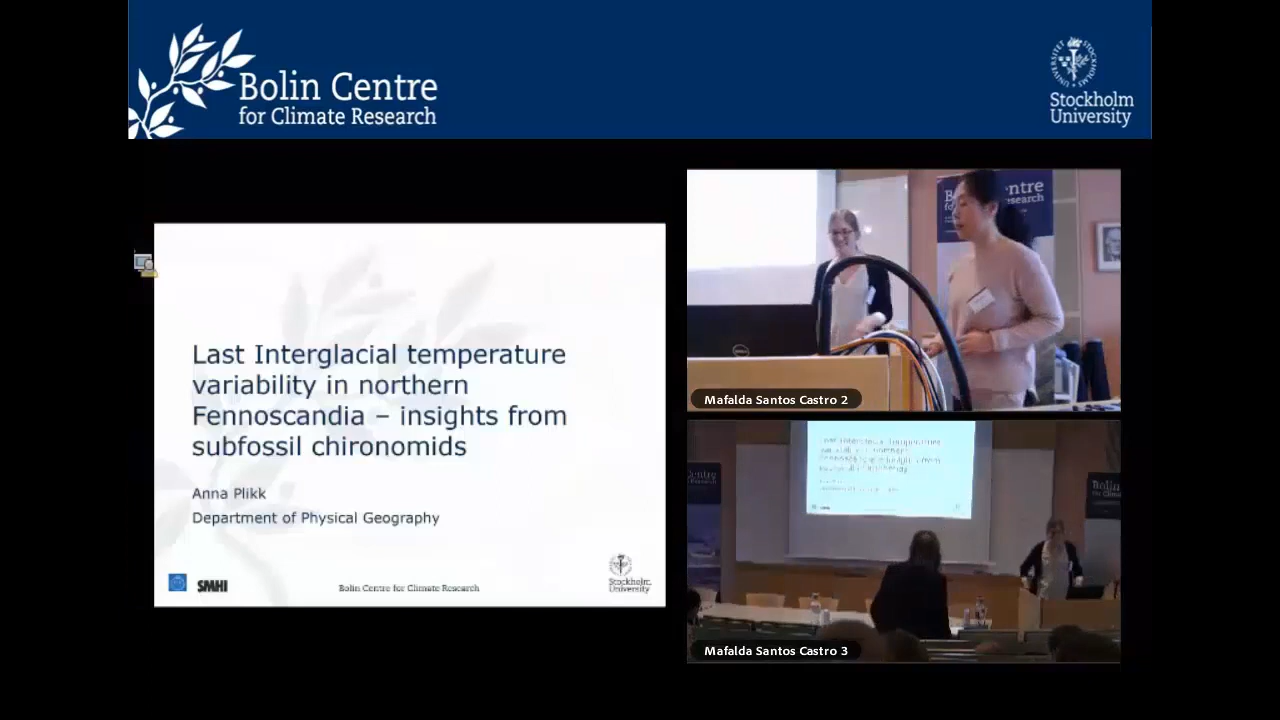 Bolin Centre
for Climate Research
Stockholm
University
Last Interglacial temperature
variability in northern
Fennoscandia – insights from
subfossil chironomids
Anna Plikk
Department of Physical Geography
SMHI
Bolin Centre for Climate Research
Stockholm
University
Mafalda Santos Castro 2
Mafalda Santos Castro 3